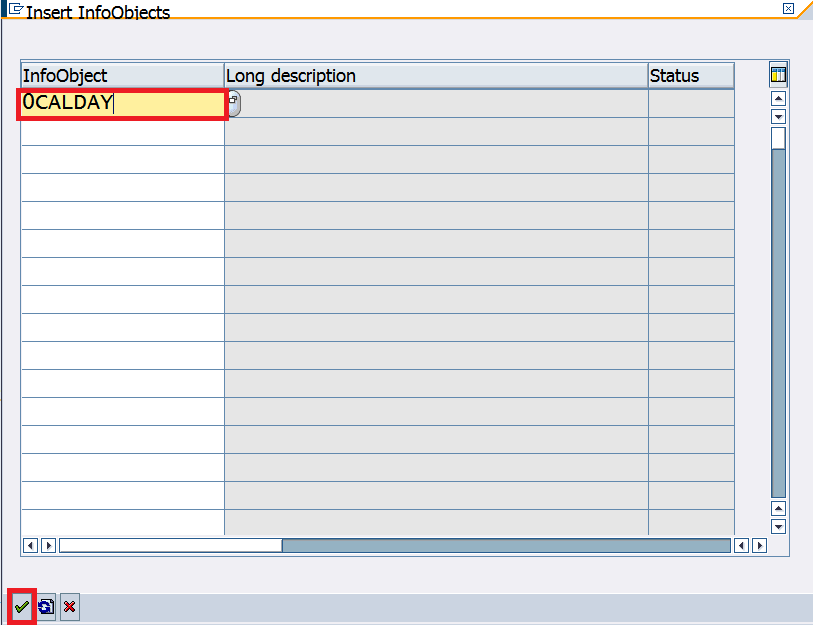 Insert InfoObjects
InfoObject Long description Status
0CALDAY